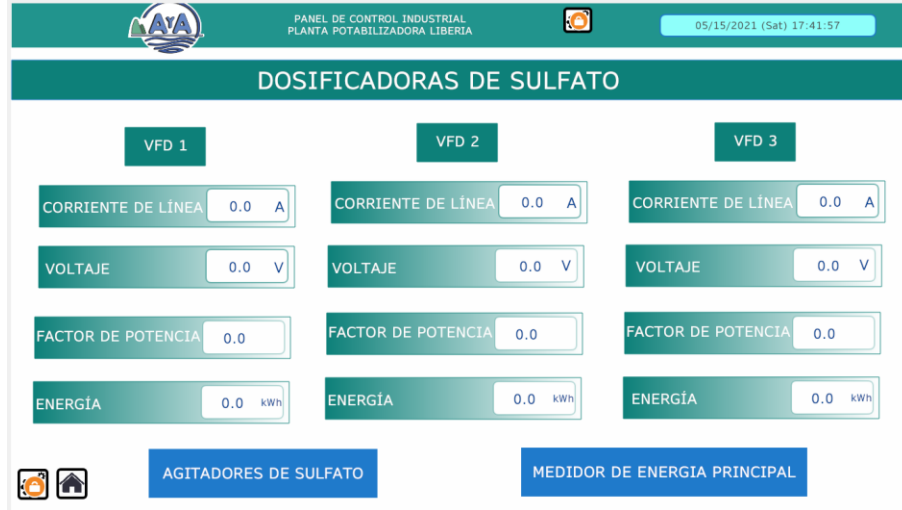 AyA
PANEL DE CONTROL INDUSTRIAL
PLANTA POTABILIZADORA LIBERIA
05/15/2021 (Sat) 17:41:57
DOSIFICADORAS DE SULFATO
VFD 1
VFD 2
VFD 3
CORRIENTE DE LÍNEA 0.0 A
CORRIENTE DE LÍNEA 0.0 A
CORRIENTE DE LÍNEA 0.0 A
VOLTAJE 0.0 V
VOLTAJE 0.0 V
VOLTAJE 0.0 V
FACTOR DE POTENCIA 0.0
FACTOR DE POTENCIA 0.0
FACTOR DE POTENCIA 0.0
ENERGÍA 0.0 kWh
ENERGÍA 0.0 kWh
ENERGÍA 0.0 kWh
AGITADORES DE SULFATO
MEDIDOR DE ENERGIA PRINCIPAL